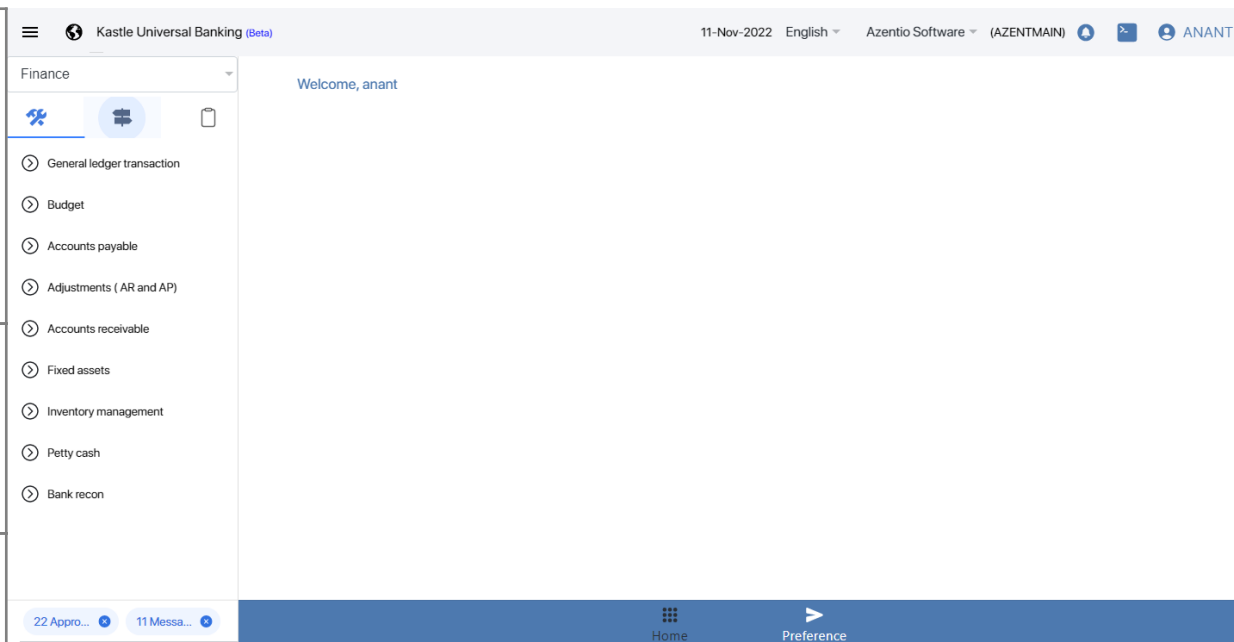 Kastle Universal Banking (Beta)
11-Nov-2022 English Azentio Software (AZENTMAIN) ANANT
Finance
Welcome, anant
General ledger transaction
Budget
Accounts payable
Adjustments ( AR and AP)
Accounts receivable
Fixed assets
Inventory management
Petty cash
Bank recon
22 Appro... 11 Messa...
Home Preference